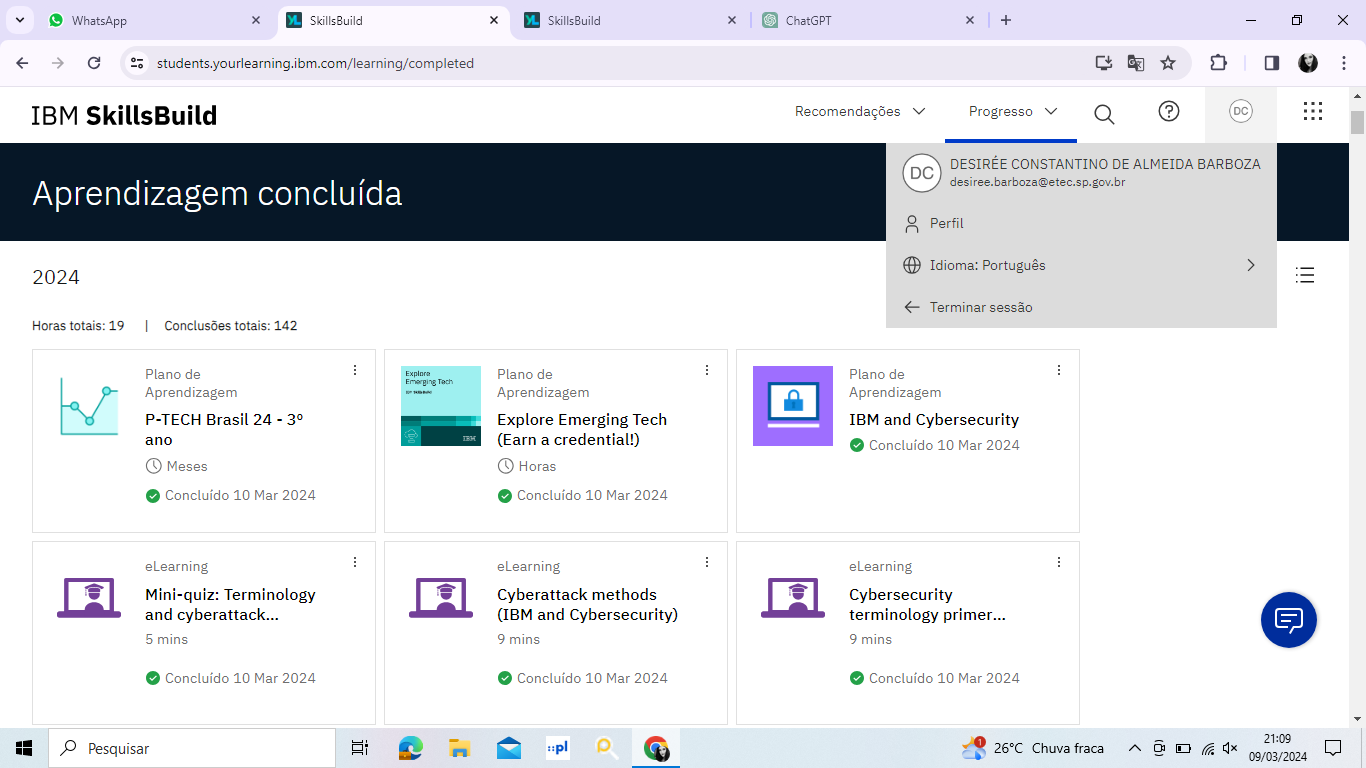 WhatsApp
SkillsBuild
SkillsBuild
ChatGPT
students.yourlearning.ibm.com/learning/completed
IBM SkillsBuild
Recomendações
Progresso
DC
Aprendizagem concluída
DC
DESIRÉE CONSTANTINO DE ALMEIDA BARBOZA
desiree.barboza@etec.sp.gov.br
Perfil
Idioma: Português
Terminar sessão
2024
Horas totais: 19 | Conclusões totais: 142
Plano de
Aprendizagem
P-TECH Brasil 24 - 3º
ano
Meses
Concluído 10 Mar 2024
Explore
Emerging Tech
IBM SkillsBuild
IBM
Plano de
Aprendizagem
Explore Emerging Tech
(Earn a credential!)
Horas
Concluído 10 Mar 2024
Plano de
Aprendizagem
IBM and Cybersecurity
Concluído 10 Mar 2024
eLearning
Mini-quiz: Terminology
and cyberattack...
5 mins
Concluído 10 Mar 2024
eLearning
Cyberattack methods
(IBM and Cybersecurity)
9 mins
Concluído 10 Mar 2024
eLearning
Cybersecurity
terminology primer...
9 mins
Concluído 10 Mar 2024
Pesquisar
::pl
1
26°C Chuva fraca
21:09
09/03/2024